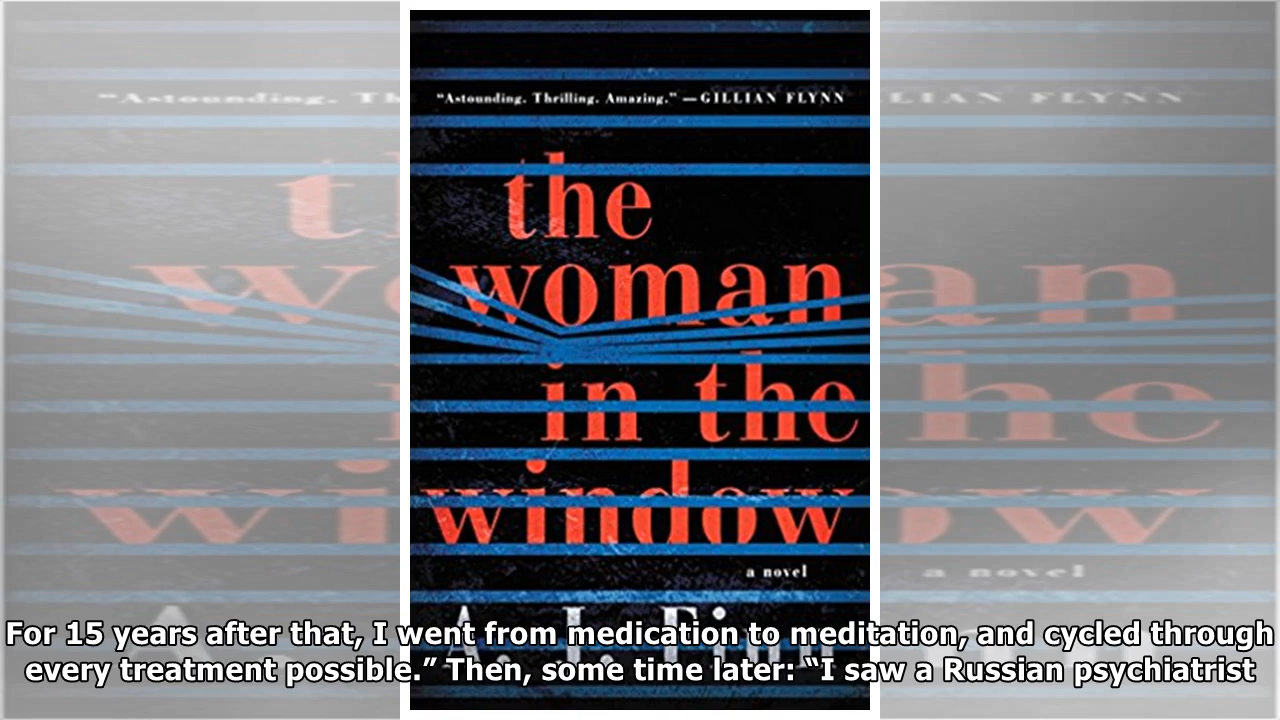 “Astounding. Thrilling. Amazing.” —GILLIAN FLYNN
the
woman
in the
window
a novel
A. J. Finn
For 15 years after that, I went from medication to meditation, and cycled through
every treatment possible.” Then, some time later: “I saw a Russian psychiatrist